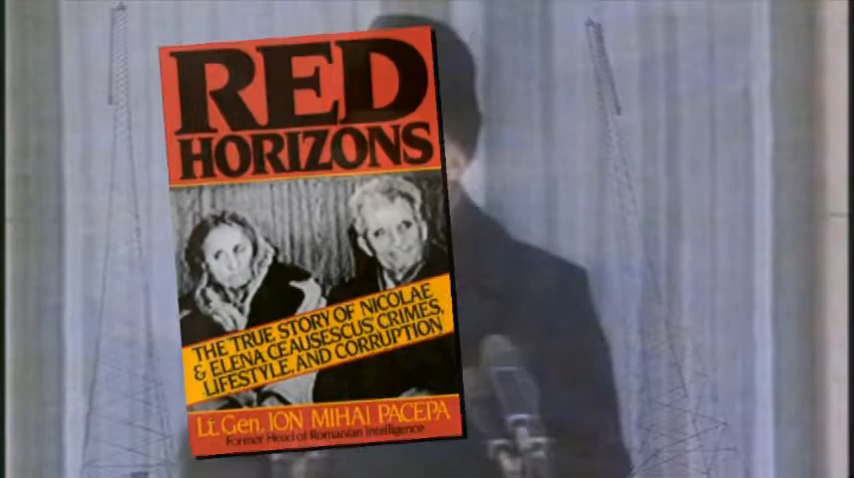 RED
HORIZONS
THE TRUE STORY OF NICOLAE
& ELENA CEAUSESCUS' CRIMES,
LIFESTYLE, AND CORRUPTION
Lt. Gen. ION MIHAI PACEPA
Former Head of Romanian Intelligence